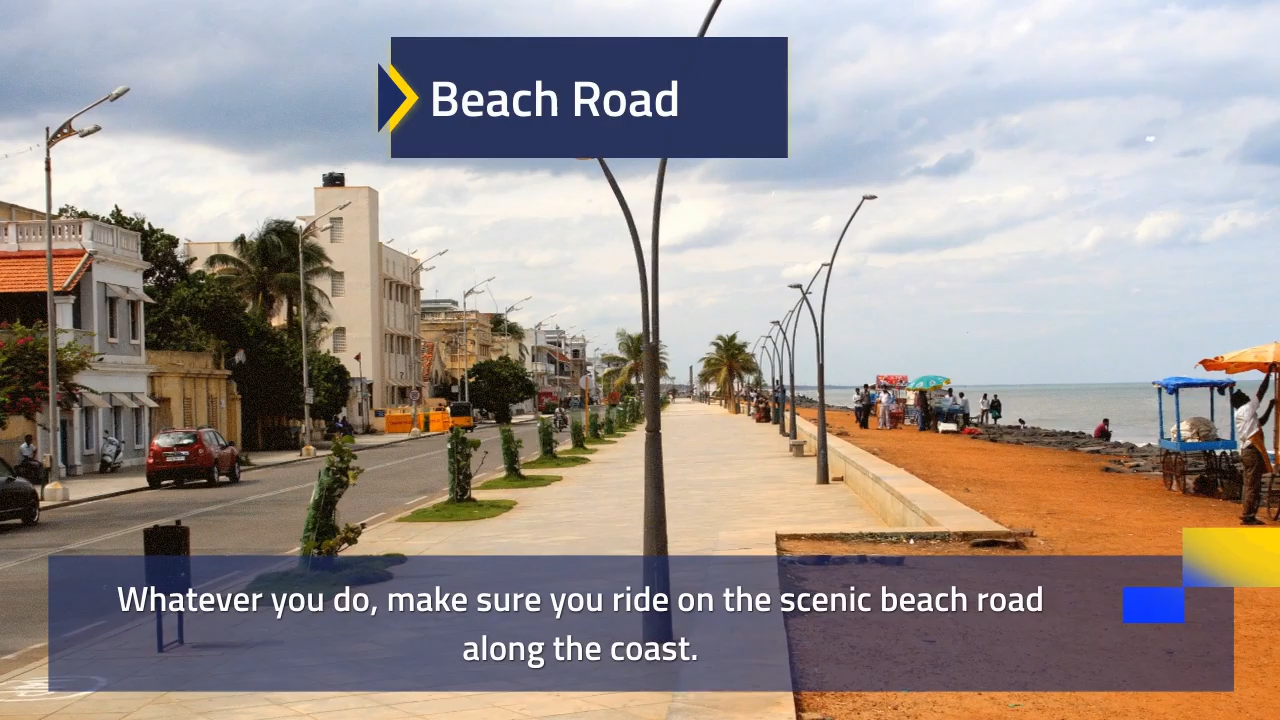 Beach Road
Whatever you do, make sure you ride on the scenic beach road
along the coast.